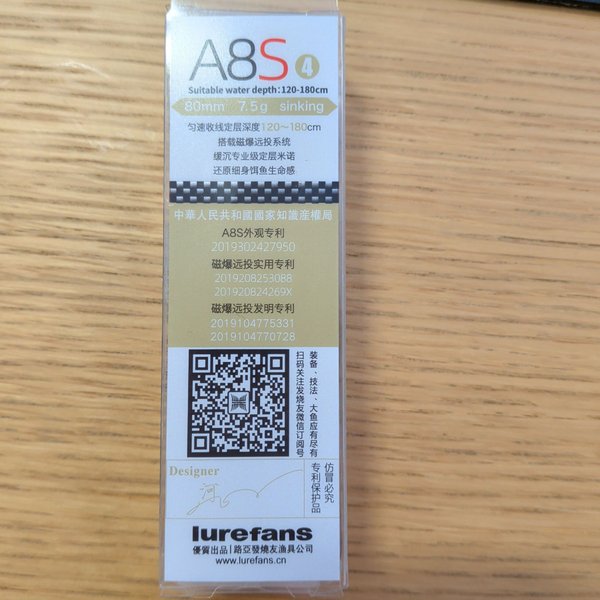 A8S 4
Suitable water depth:120-180cm
80mm 7.5g sinking
匀速收线定层深度120～180cm
搭载磁爆远投系统
缓沉专业级定层米诺
还原细身饵鱼生命感
中華人民共和國國家知識産權局
A8S外观专利
2019302427950
磁爆远投实用专利
2019208253088
201920824269X
磁爆远投发明专利
2019104775331
2019104770728
装备、技法、大鱼应有尽有
扫码关注发烧友微信订阅号
Designer
仿冒必究
专利保护品
lurefans
優質出品|路亞發燒友漁具公司
www.lurefans.cn